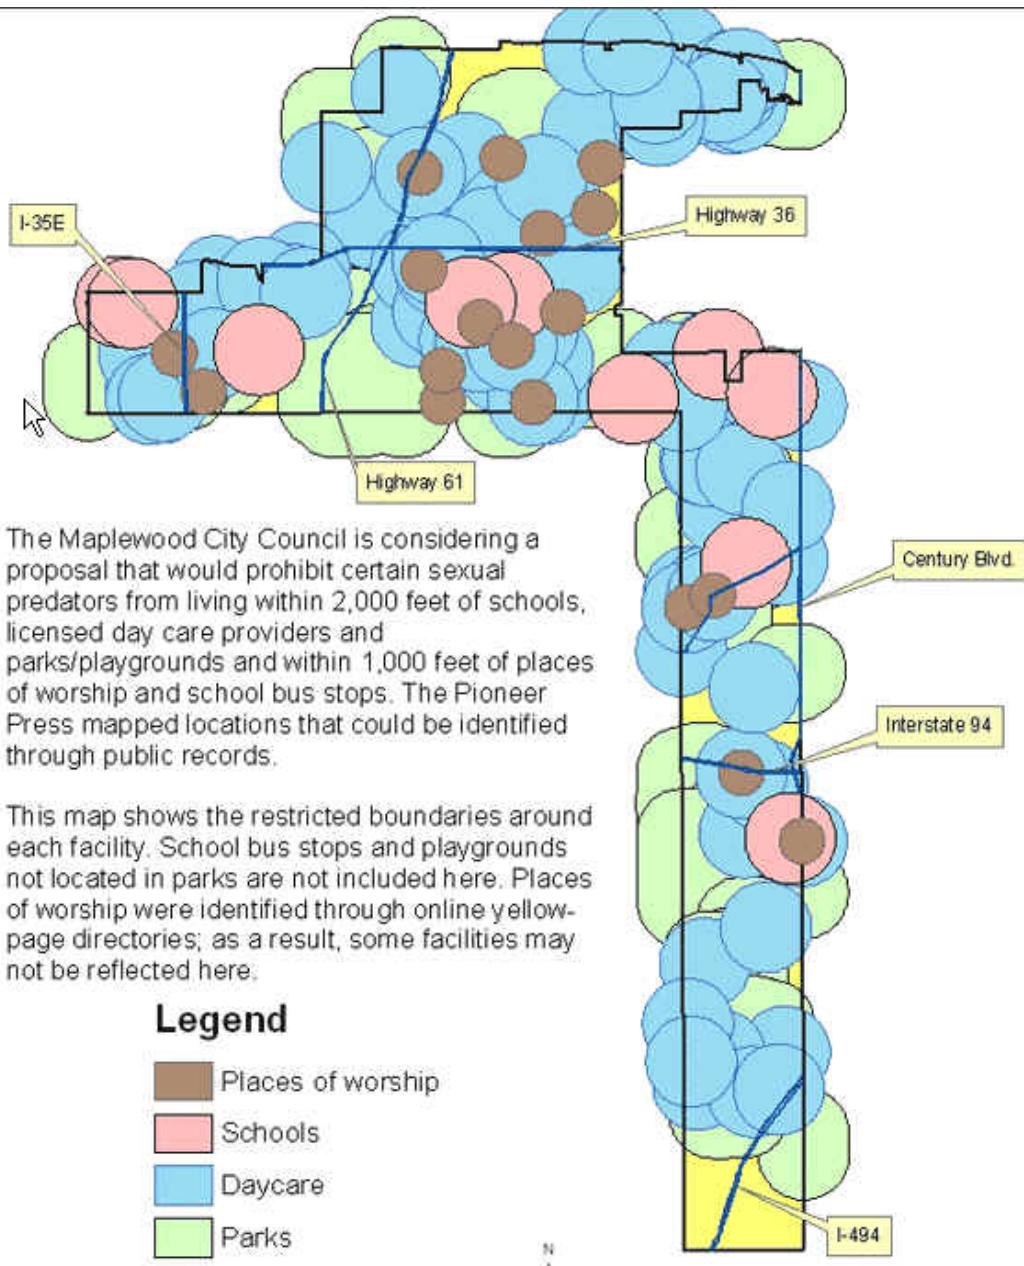 I-35E
Highway 36
Highway 61
The Maplewood City Council is considering a
proposal that would prohibit certain sexual
predators from living within 2,000 feet of schools,
licensed day care providers and
parks/playgrounds and within 1,000 feet of places
of worship and school bus stops. The Pioneer
Press mapped locations that could be identified
through public records.
Century Blvd.
Interstate 94
This map shows the restricted boundaries around
each facility. School bus stops and playgrounds
not located in parks are not included here. Places
of worship were identified through online yellow-
page directories; as a result, some facilities may
not be reflected here.
Legend
Places of worship
Schools
Daycare
Parks
I-494
N